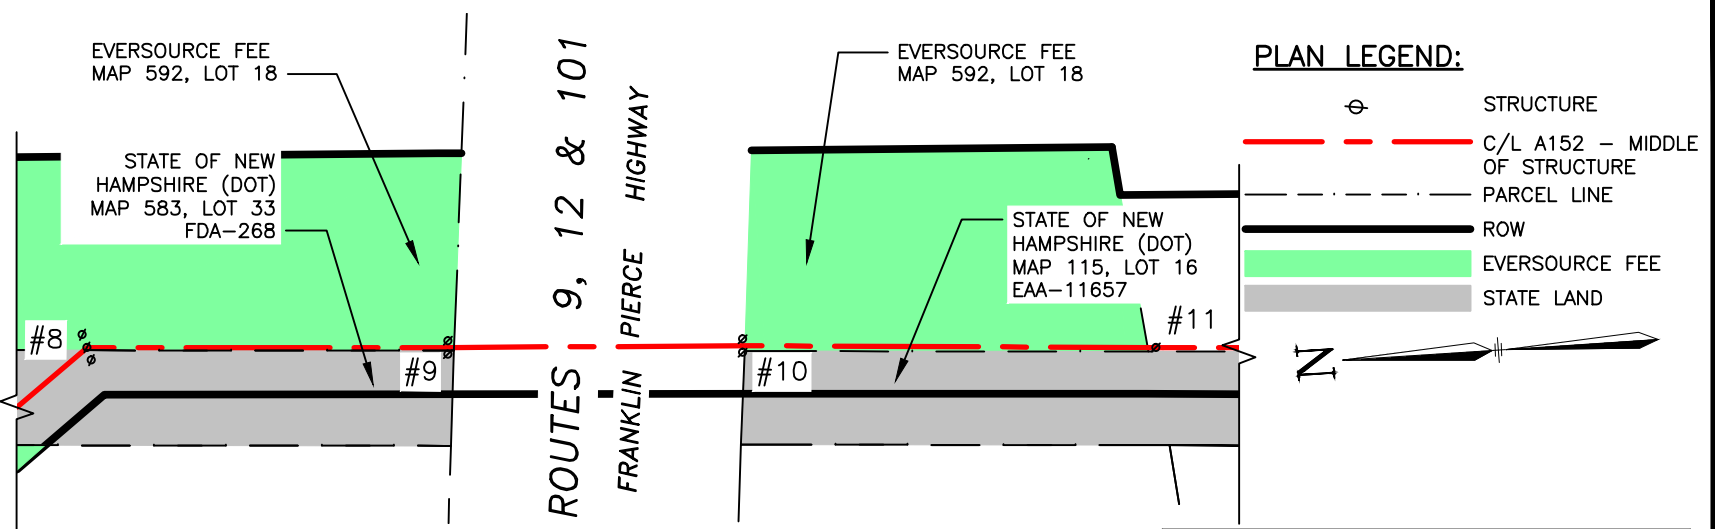 EVERSOURCE FEE
MAP 592, LOT 18
STATE OF NEW
HAMPSHIRE (DOT)
MAP 583, LOT 33
FDA-268
#8
#9
ROUTES 9, 12 & 101
FRANKLIN PIERCE HIGHWAY
EVERSOURCE FEE
MAP 592, LOT 18
STATE OF NEW
HAMPSHIRE (DOT)
MAP 115, LOT 16
EAA-11657
#10
#11
PLAN LEGEND:
STRUCTURE
C/L A152 - MIDDLE
OF STRUCTURE
PARCEL LINE
ROW
EVERSOURCE FEE
STATE LAND
N